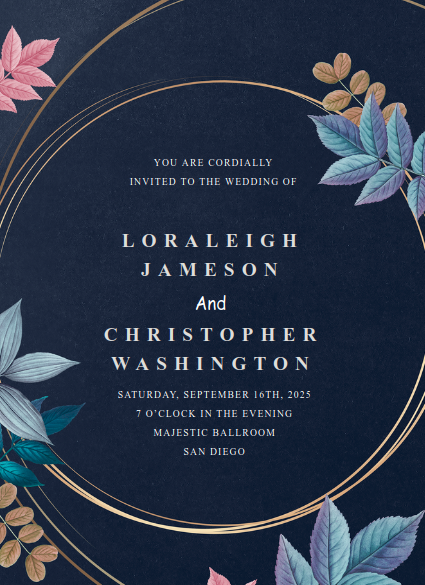 YOU ARE CORDIALLY
INVITED TO THE WEDDING OF
LORALEIGH
JAMESON
And
CHRISTOPHER
WASHINGTON
SATURDAY, SEPTEMBER 16TH, 2025
7 O'CLOCK IN THE EVENING
MAJESTIC BALLROOM
SAN DIEGO